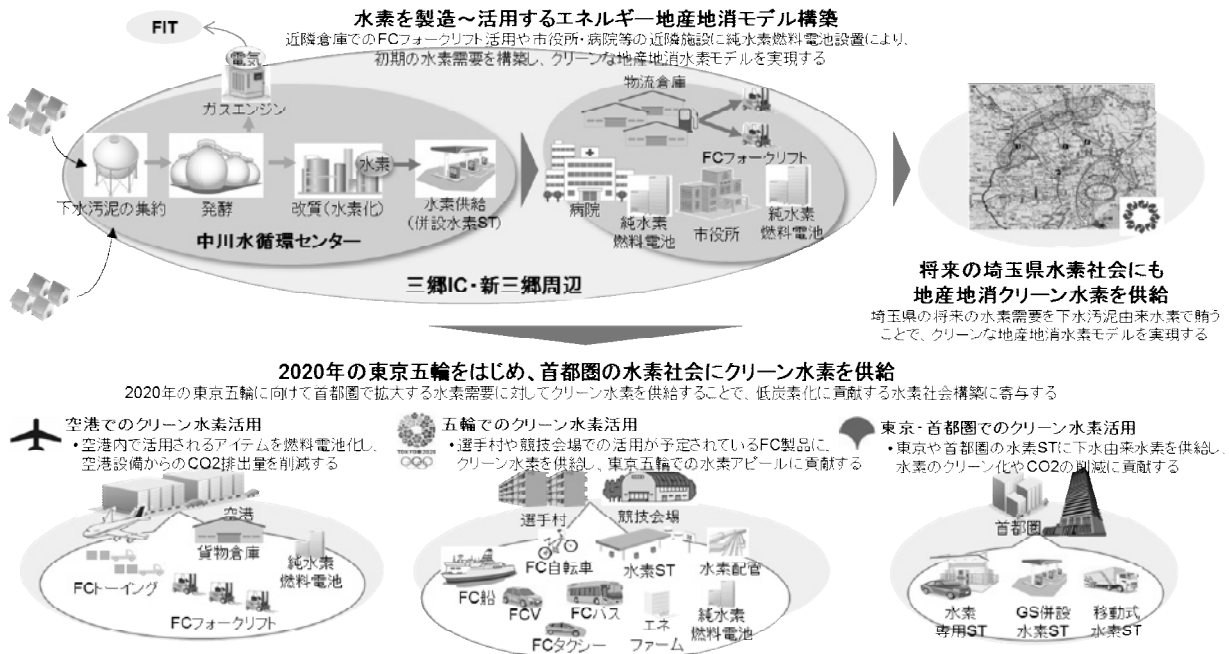 水素を製造～活用するエネルギー地産地消モデル構築
近隣倉庫でのFCフォークリフト活用や市役所・病院等の近隣施設に純水素燃料電池設置により、
初期の水素需要を構築し、クリーンな地産地消水素モデルを実現する
FIT
電気
ガスエンジン
下水汚泥の集約
発酵
改質(水素化)
水素
水素供給
(併設水素ST)
中川水循環センター
物流倉庫
FCフォークリフト
病院
純水素
燃料電池
市役所
純水素
燃料電池
三郷IC・新三郷周辺
将来の埼玉県水素社会にも
地産地消クリーン水素を供給
埼玉県の将来の水素需要を下水汚泥由来水素で賄う
ことで、クリーンな地産地消水素モデルを実現する
2020年の東京五輪をはじめ、首都圏の水素社会にクリーン水素を供給
2020年の東京五輪に向けて首都圏で拡大する水素需要に対してクリーン水素を供給することで、低炭素化に貢献する水素社会構築に寄与する
空港でのクリーン水素活用
•空港内で活用されるアイテムを燃料電池化し、
空港設備からのCO2排出量を削減する
空港
貨物倉庫
純水素
燃料電池
FCトーイング
FCフォークリフト
TOKYO2020
五輪でのクリーン水素活用
•選手村や競技会場での活用が予定されているFC製品に、
クリーン水素を供給し、東京五輪での水素アピールに貢献する
選手村
競技会場
FC自転車
水素ST
水素配管
FC船
FCV
FCバス
FCタクシー
エネ
ファーム
純水素
燃料電池
東京・首都圏でのクリーン水素活用
•東京や首都圏の水素STに下水由来水素を供給し、
水素のクリーン化やCO2の削減に貢献する
首都圏
水素
専用ST
GS併設
水素ST
移動式
水素ST